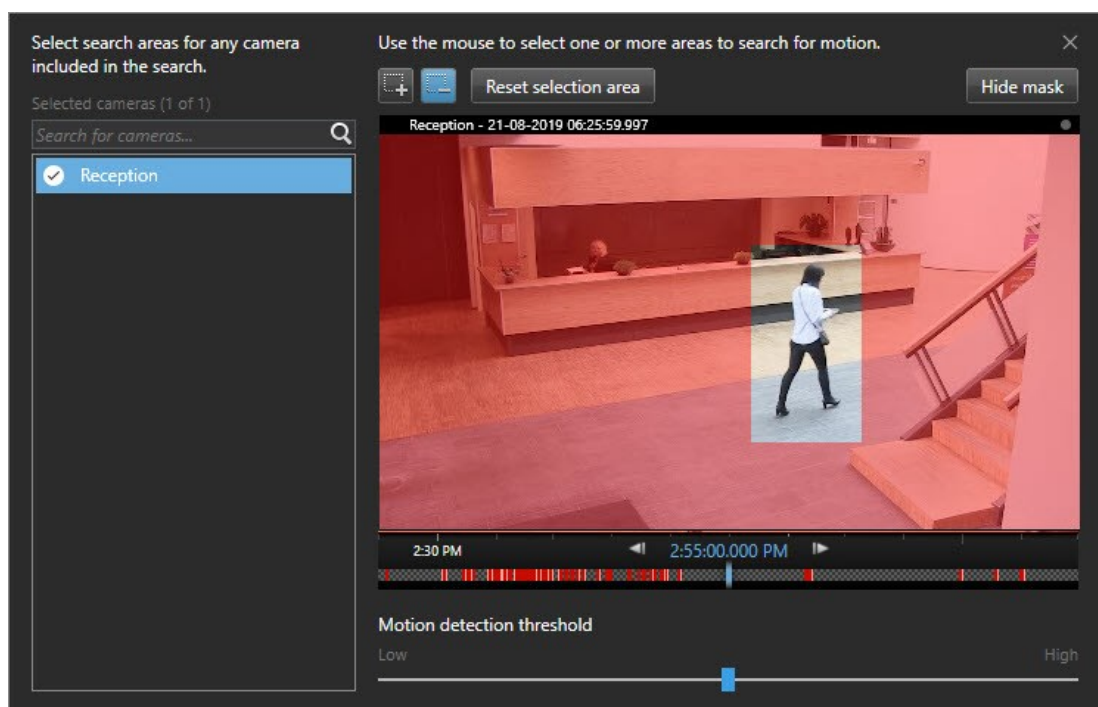 Select search areas for any camera
included in the search.
Selected cameras (1 of 1)
Search for cameras...
Reception
Use the mouse to select one or more areas to search for motion.
Reset selection area
Hide mask
Reception - 21-08-2019 06:25:59.997
2:30 PM
2:55:00.000 PM
Motion detection threshold
Low
High